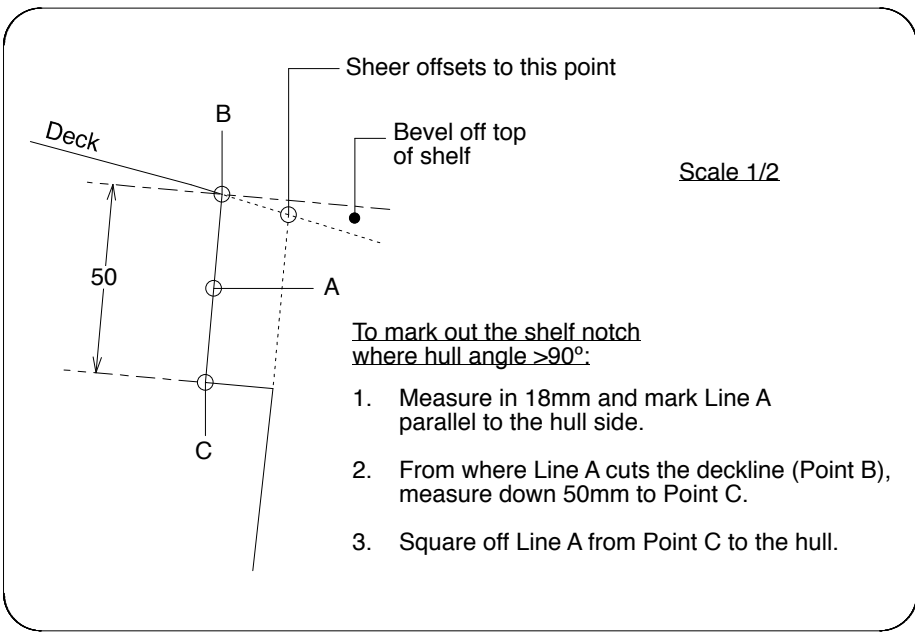 Sheer offsets to this point
B
Deck
Bevel off top
of shelf
Scale 1/2
50
A
To mark out the shelf notch
where hull angle >90º:
1. Measure in 18mm and mark Line A
parallel to the hull side.
C
2. From where Line A cuts the deckline (Point B),
measure down 50mm to Point C.
3. Square off Line A from Point C to the hull.